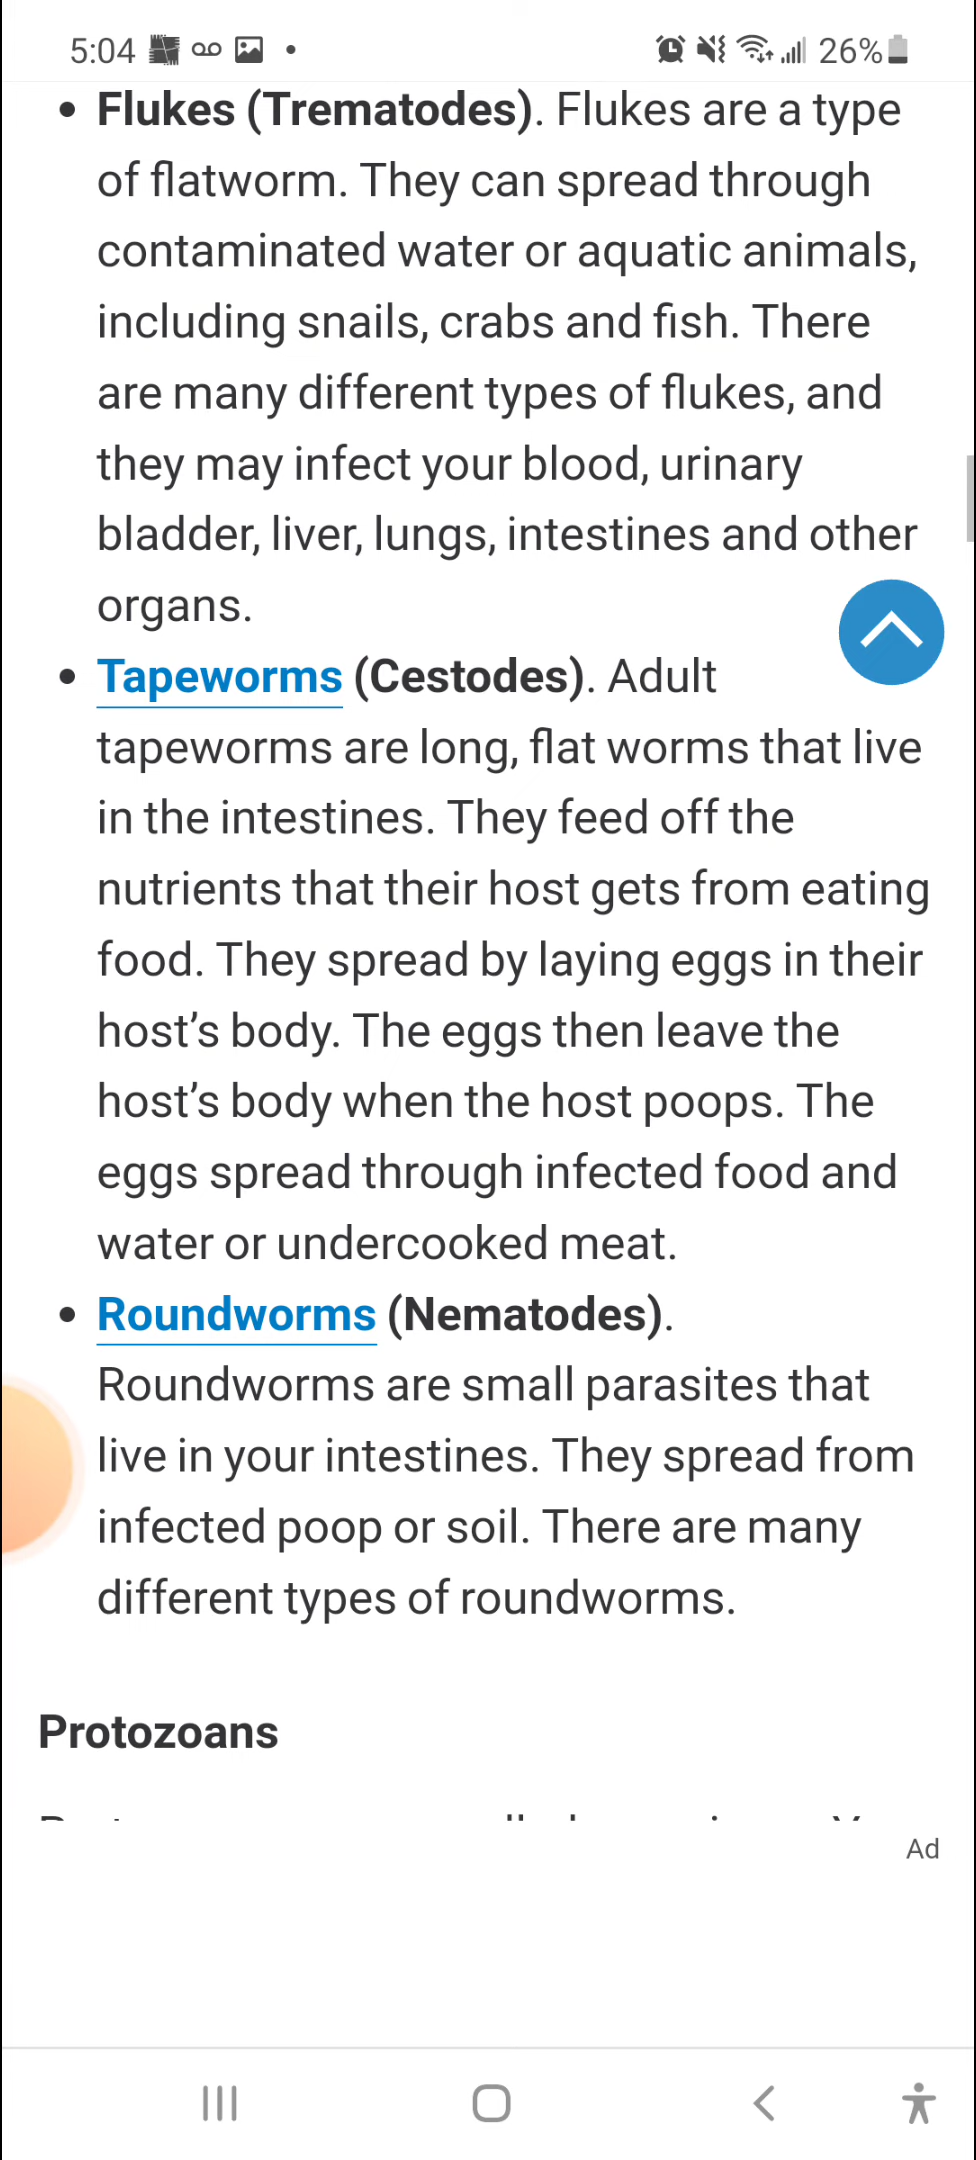 5:04
26%
• Flukes (Trematodes). Flukes are a type
of flatworm. They can spread through
contaminated water or aquatic animals,
including snails, crabs and fish. There
are many different types of flukes, and
they may infect your blood, urinary
bladder, liver, lungs, intestines and other
organs.
• Tapeworms (Cestodes). Adult
tapeworms are long, flat worms that live
in the intestines. They feed off the
nutrients that their host gets from eating
food. They spread by laying eggs in their
host’s body. The eggs then leave the
host’s body when the host poops. The
eggs spread through infected food and
water or undercooked meat.
• Roundworms (Nematodes).
Roundworms are small parasites that
live in your intestines. They spread from
infected poop or soil. There are many
different types of roundworms.
Protozoans
Ad